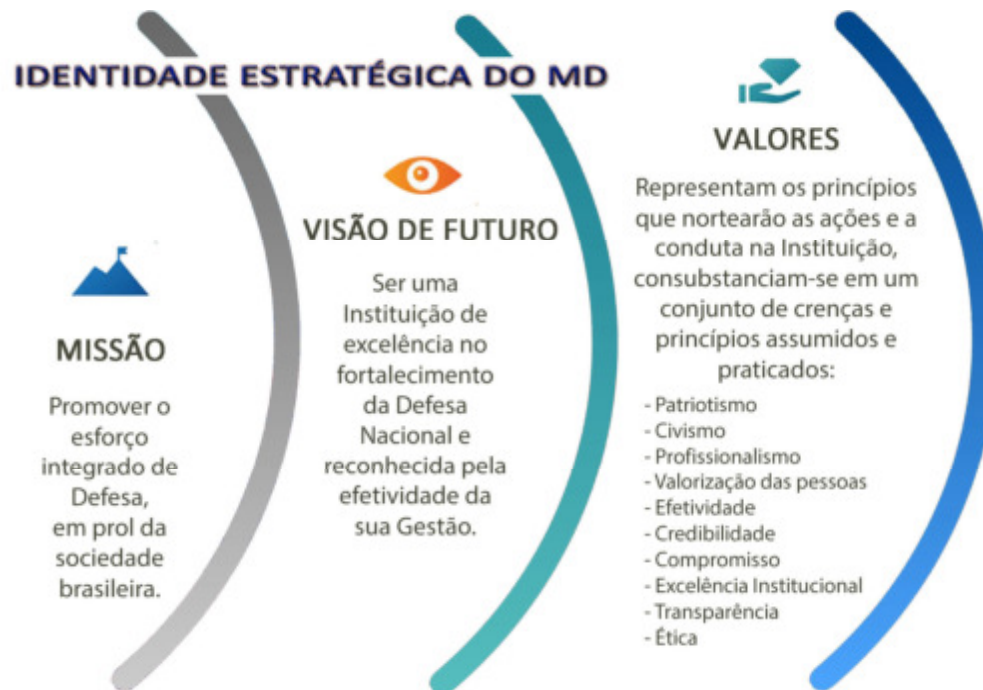 IDENTIDADE ESTRATÉGICA DO MD
MISSÃO
Promover o
esforço
integrado de
Defesa,
em prol da
sociedade
brasileira.
VISÃO DE FUTURO
Ser uma
Instituição de
excelência no
fortalecimento
da Defesa
Nacional e
reconhecida pela
efetividade da
sua Gestão.
VALORES
Representam os princípios
que nortearão as ações e a
conduta na Instituição,
consubstanciam-se em um
conjunto de crenças e
princípios assumidos e
praticados:
- Patriotismo
- Civismo
- Profissionalismo
- Valorização das pessoas
- Efetividade
- Credibilidade
- Compromisso
- Excelência Institucional
- Transparência
- Ética